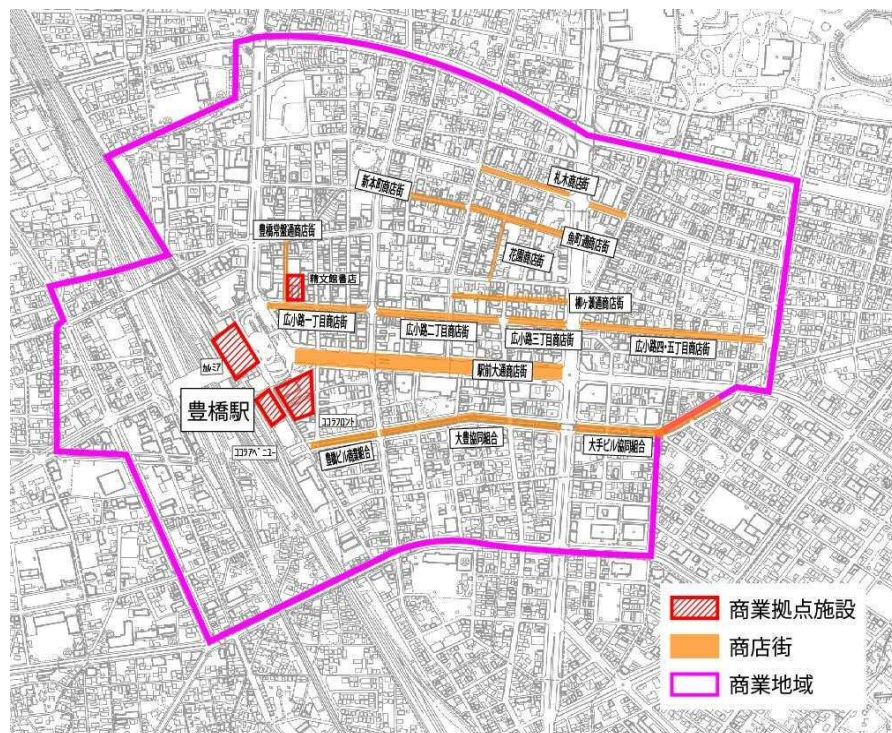 札木商店街
新本町商店街
魚町通商店街
豊橋常盤通商店街
花園商店街
精文館書店
柳ヶ瀬通商店街
広小路一丁目商店街
広小路二丁目商店街
広小路三丁目商店街
広小路四・五丁目商店街
駅前大通商店街
カルミア
豊橋駅
ココラフロント
ココラアベニュー
豊橋ビル商業組合
大豊協同組合
大手ビル協同組合
商業拠点施設
商店街
商業地域